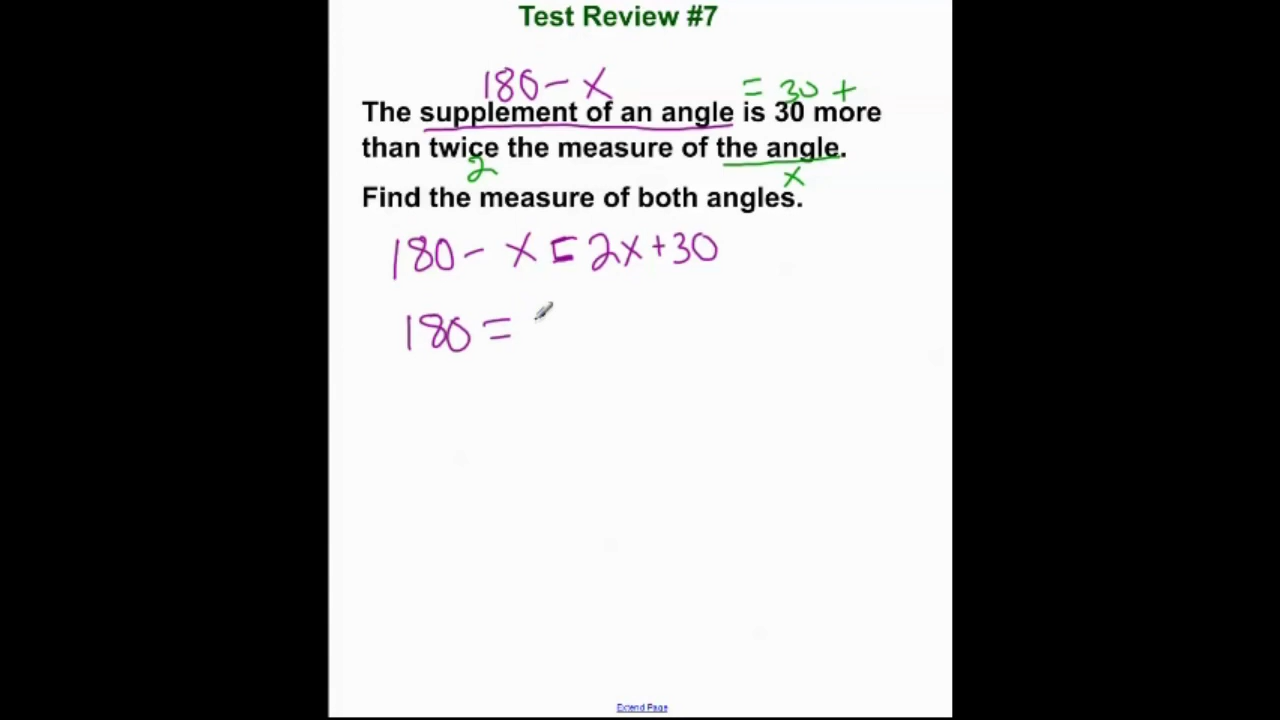 Test Review #7
180 - x = 30 +
The supplement of an angle is 30 more
than twice the measure of the angle.
2 x
Find the measure of both angles.
180 - x = 2x + 30
180 =
Extend Page